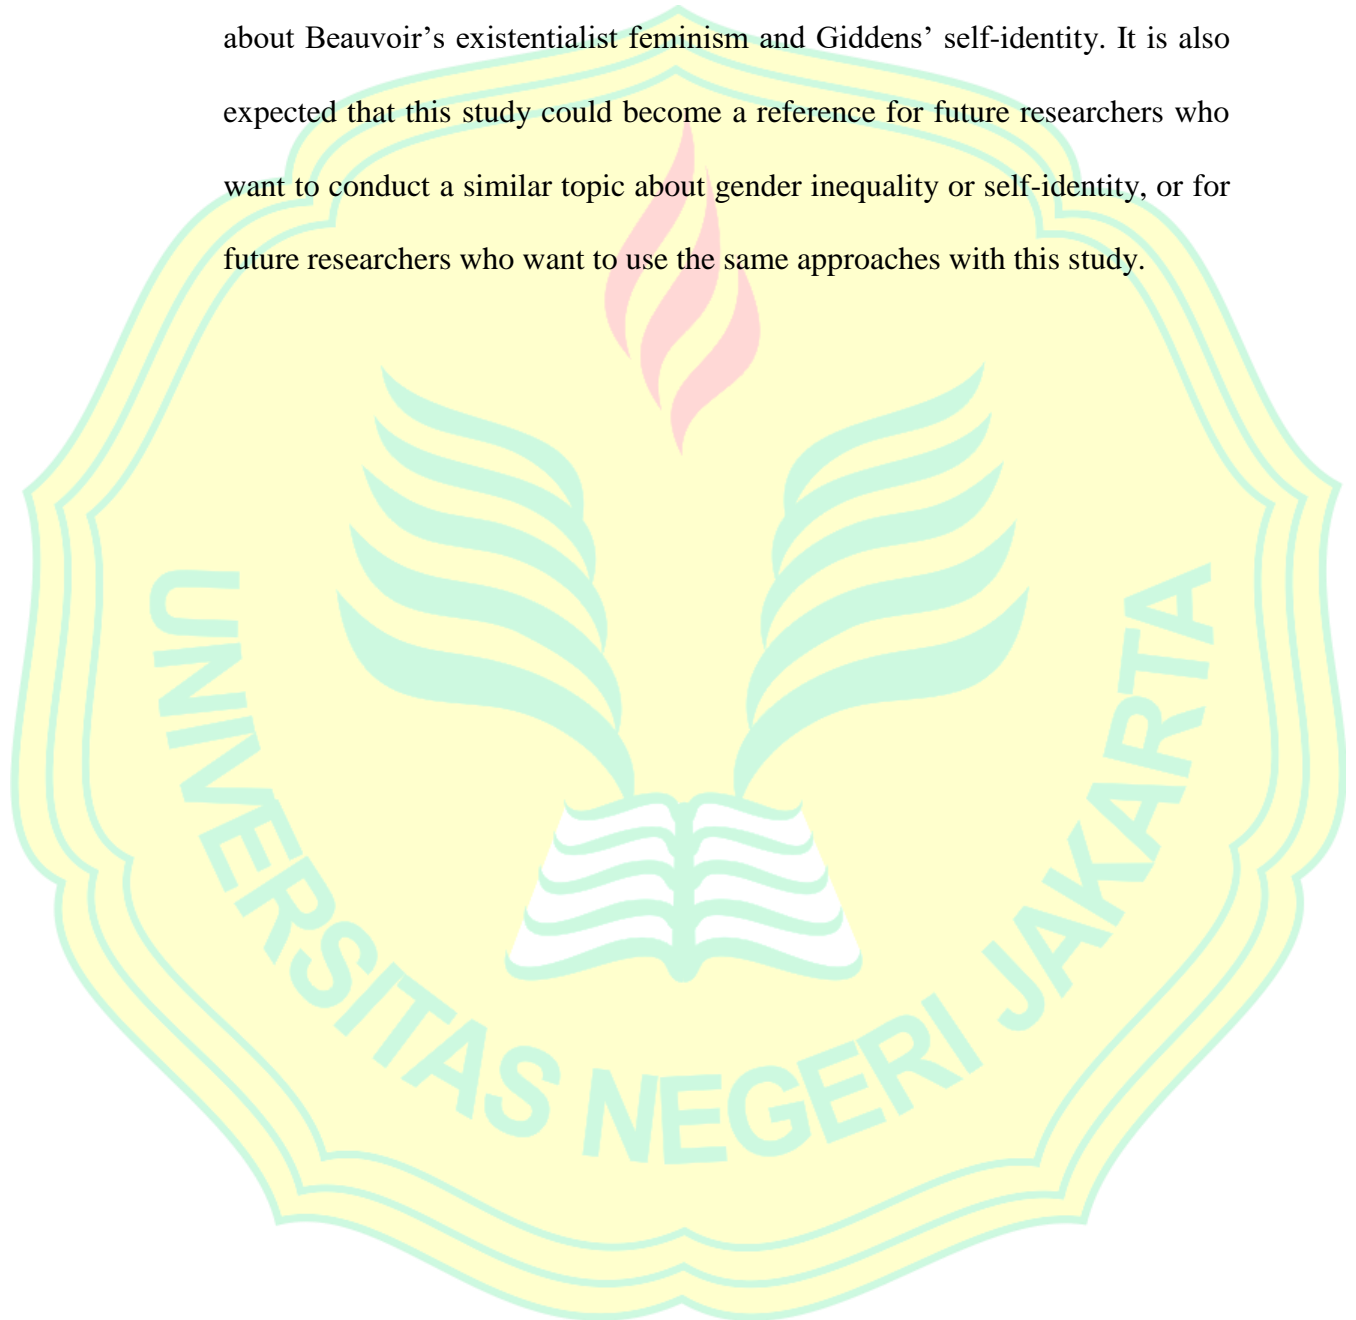 about Beauvoir’s existentialist feminism and Giddens’ self-identity. It is also
expected that this study could become a reference for future researchers who
want to conduct a similar topic about gender inequality or self-identity, or for
future researchers who want to use the same approaches with this study.
UNIVERSITAS NEGERI JAKARTA